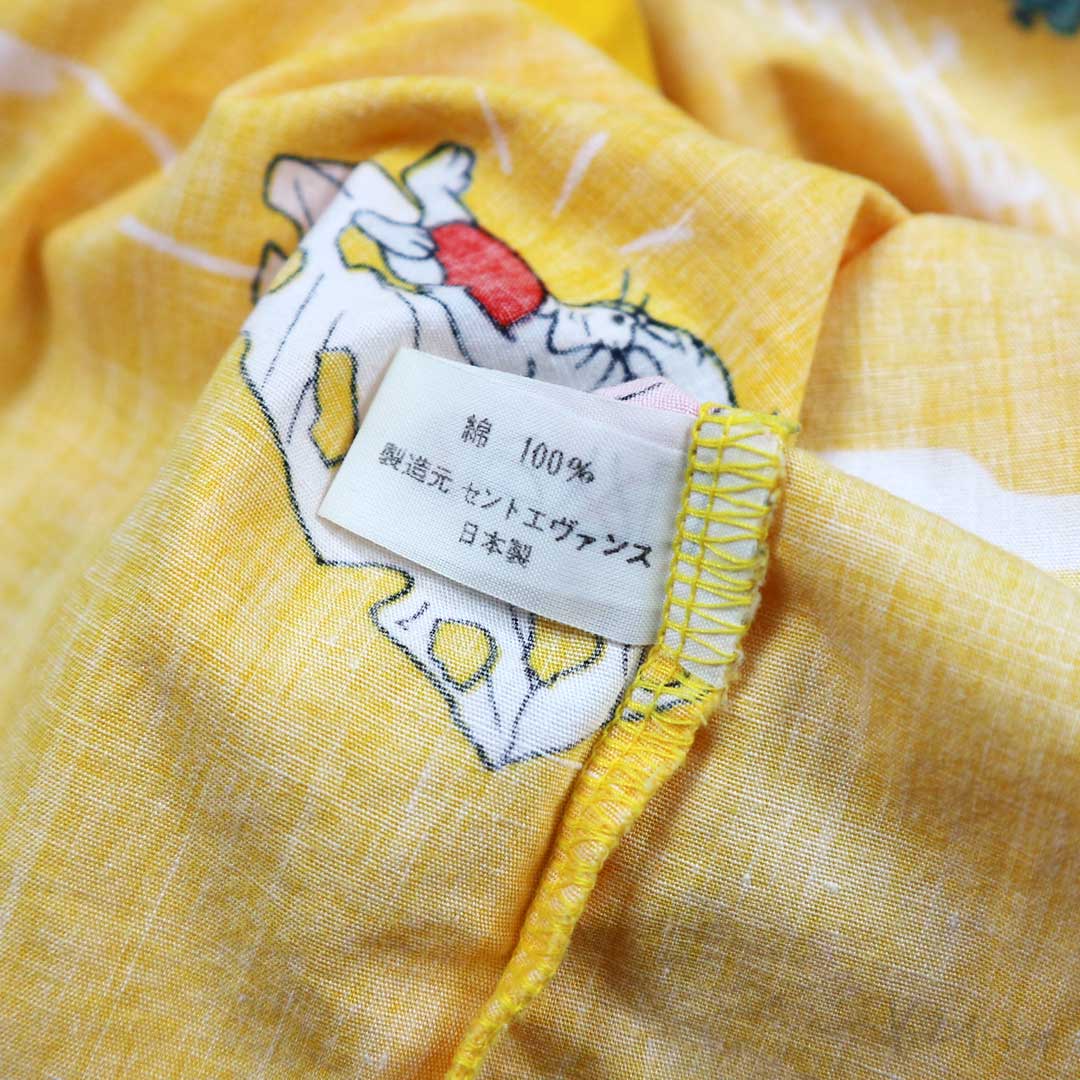 綿 100%
製造元 セントエヴァンス
日本製